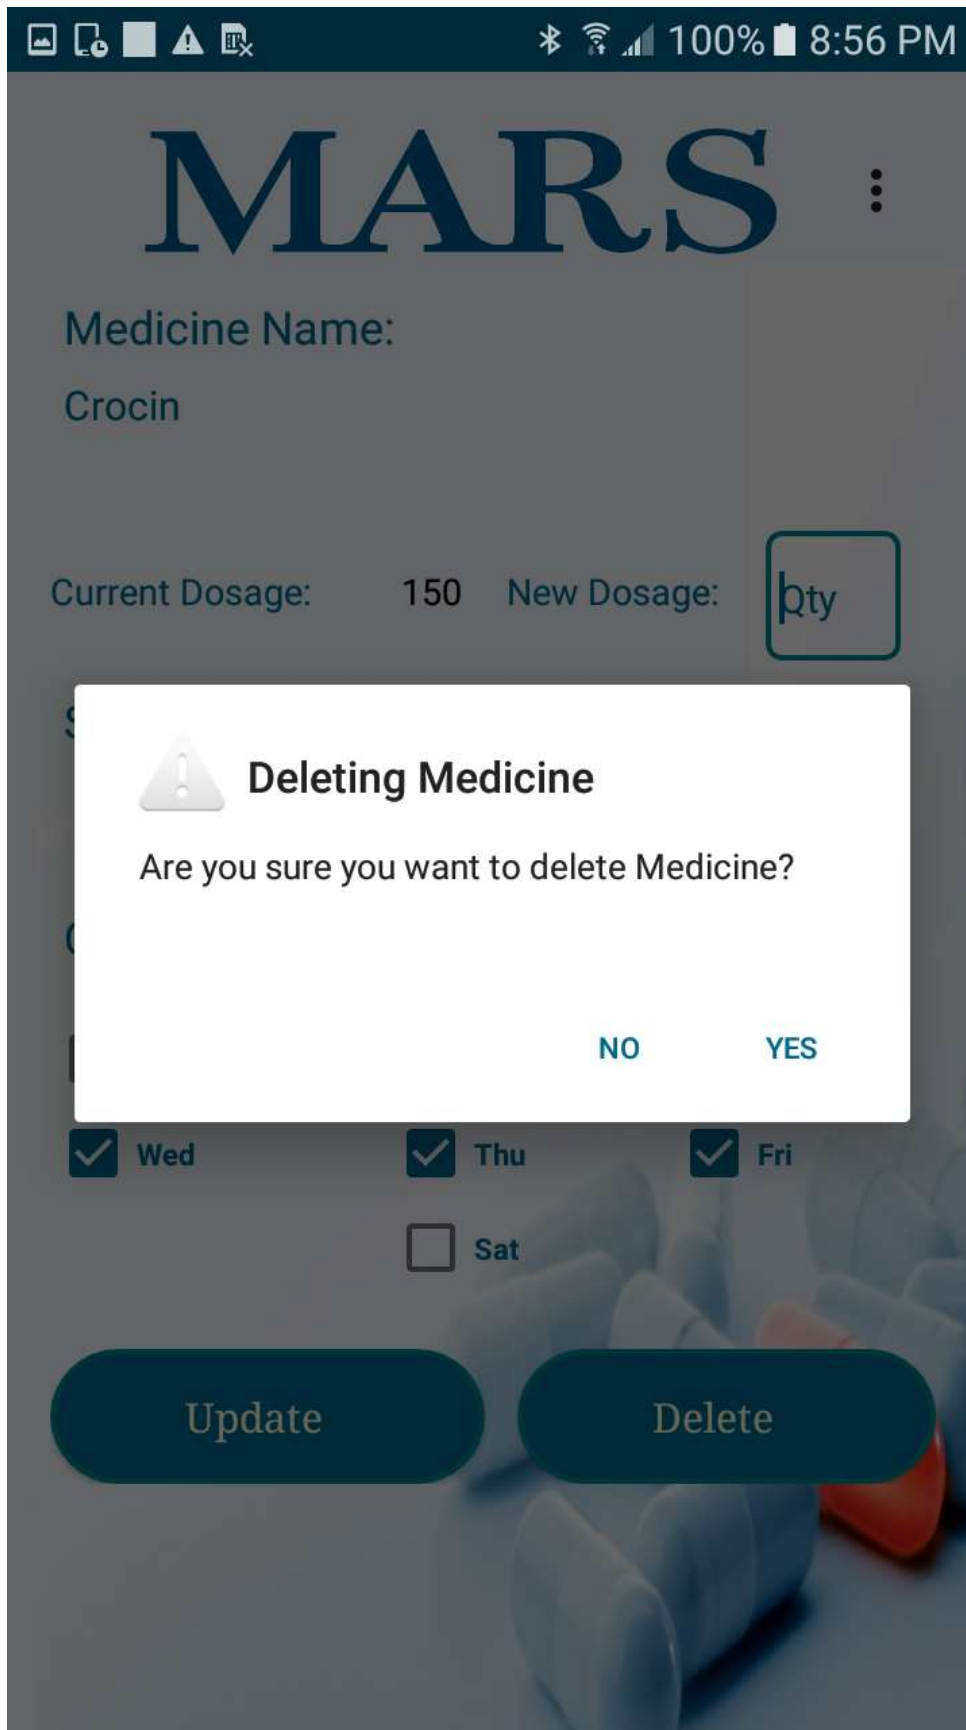 100% 8:56 PM
MARS
Medicine Name:
Crocin
Current Dosage: 150 New Dosage: Qty
Deleting Medicine
Are you sure you want to delete Medicine?
NO YES
Wed Thu Fri
Sat
Update Delete